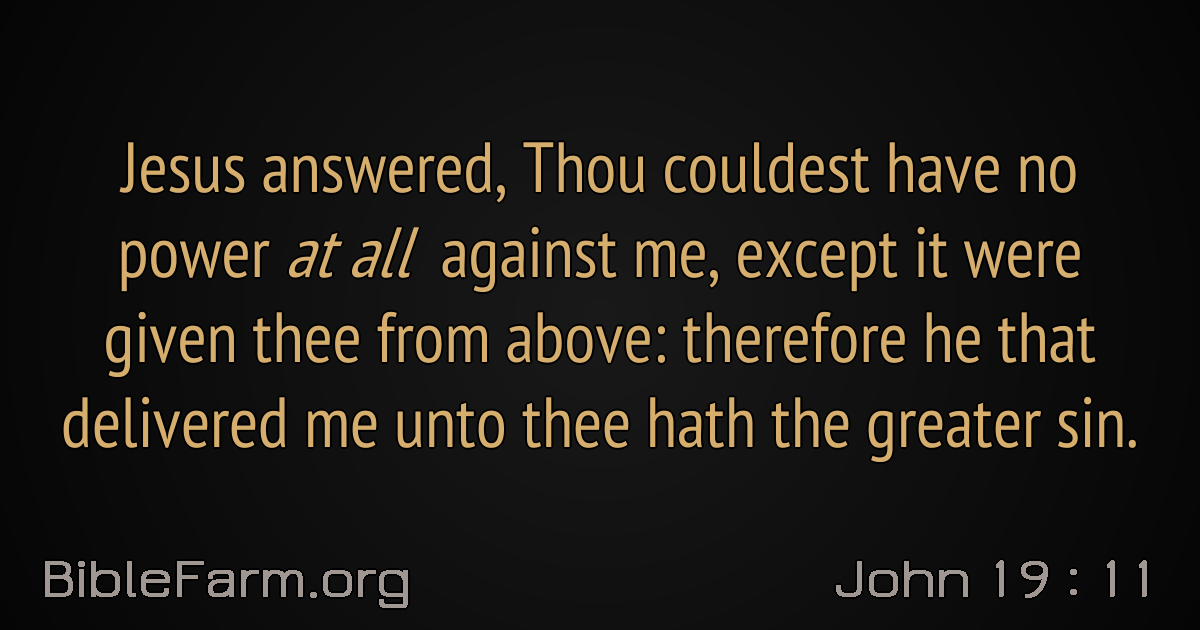 Jesus answered, Thou couldest have no
power at all against me, except it were
given thee from above: therefore he that
delivered me unto thee hath the greater sin.
BibleFarm.org
John 19 : 11